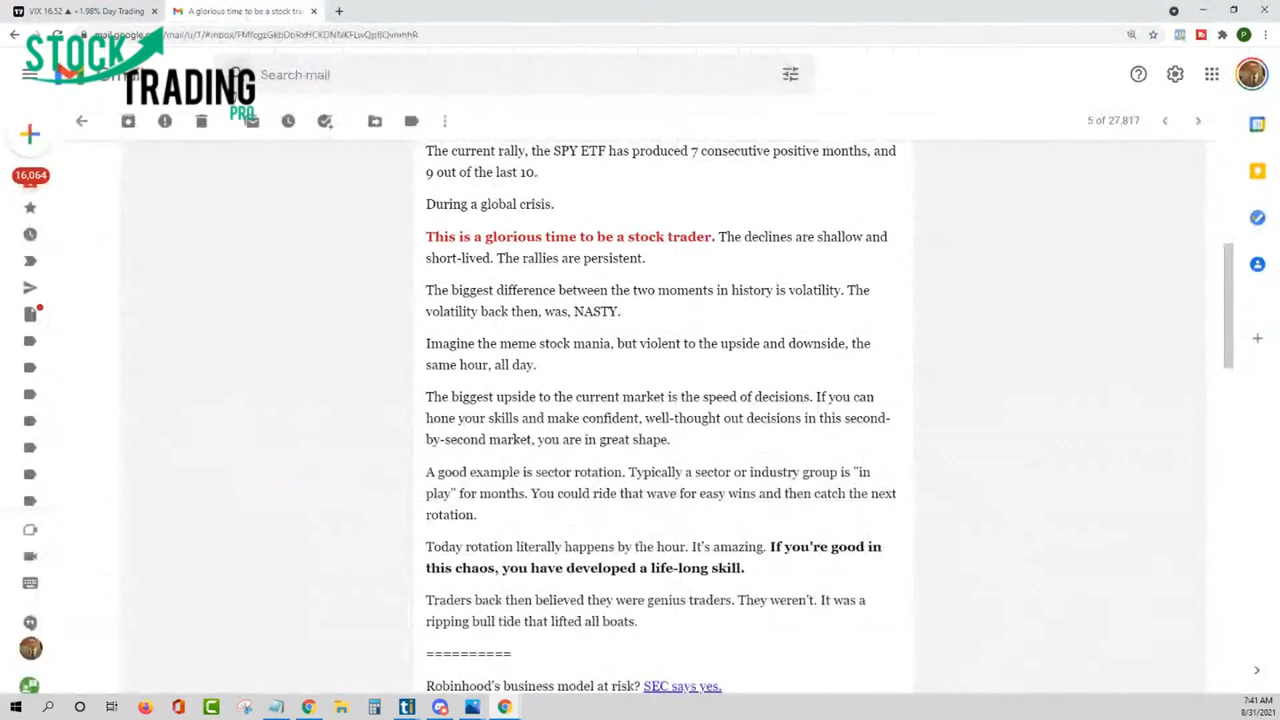 VIX 16.52 ▲ +1.98% Day Trading
A glorious time to be a stock tra
STOCK
TRADING
PRO
Search mail
5 of 27,817
16,064
The current rally, the SPY ETF has produced 7 consecutive positive months, and
9 out of the last 10.
During a global crisis.
This is a glorious time to be a stock trader. The declines are shallow and
short-lived. The rallies are persistent.
The biggest difference between the two moments in history is volatility. The
volatility back then, was, NASTY.
Imagine the meme stock mania, but violent to the upside and downside, the
same hour, all day.
The biggest upside to the current market is the speed of decisions. If you can
hone your skills and make confident, well-thought out decisions in this second-
by-second market, you are in great shape.
A good example is sector rotation. Typically a sector or industry group is "in
play" for months. You could ride that wave for easy wins and then catch the next
rotation.
Today rotation literally happens by the hour. It's amazing. If you're good in
this chaos, you have developed a life-long skill.
Traders back then believed they were genius traders. They weren't. It was a
ripping bull tide that lifted all boats.
==========
Robinhood's business model at risk? SEC says yes.
7:41 AM
8/31/2021